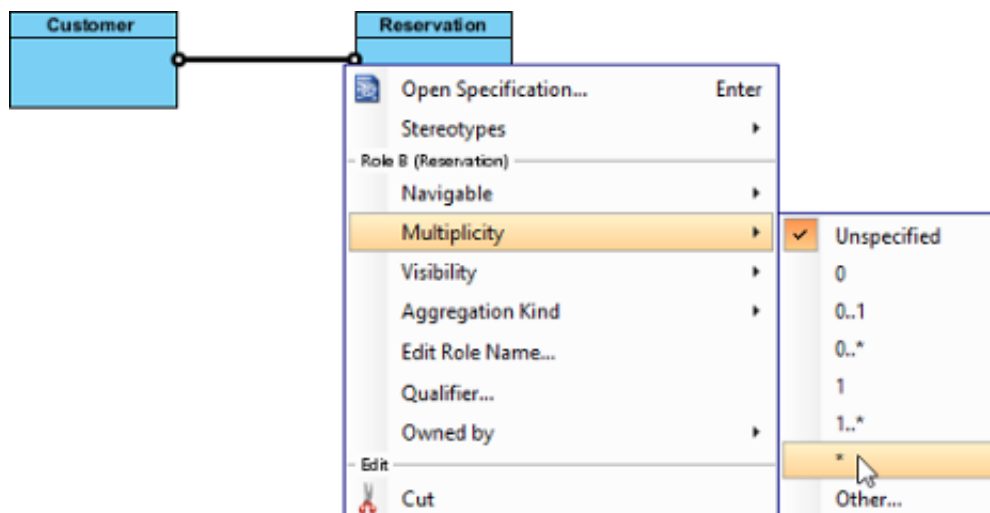 Customer
Reservation
Open Specification... Enter
Stereotypes
Role B (Reservation)
Navigable
Multiplicity
Visibility
Aggregation Kind
Edit Role Name...
Qualifier...
Owned by
Edit
Cut
Unspecified
0
0..1
0..*
1
1..*
*
Other...